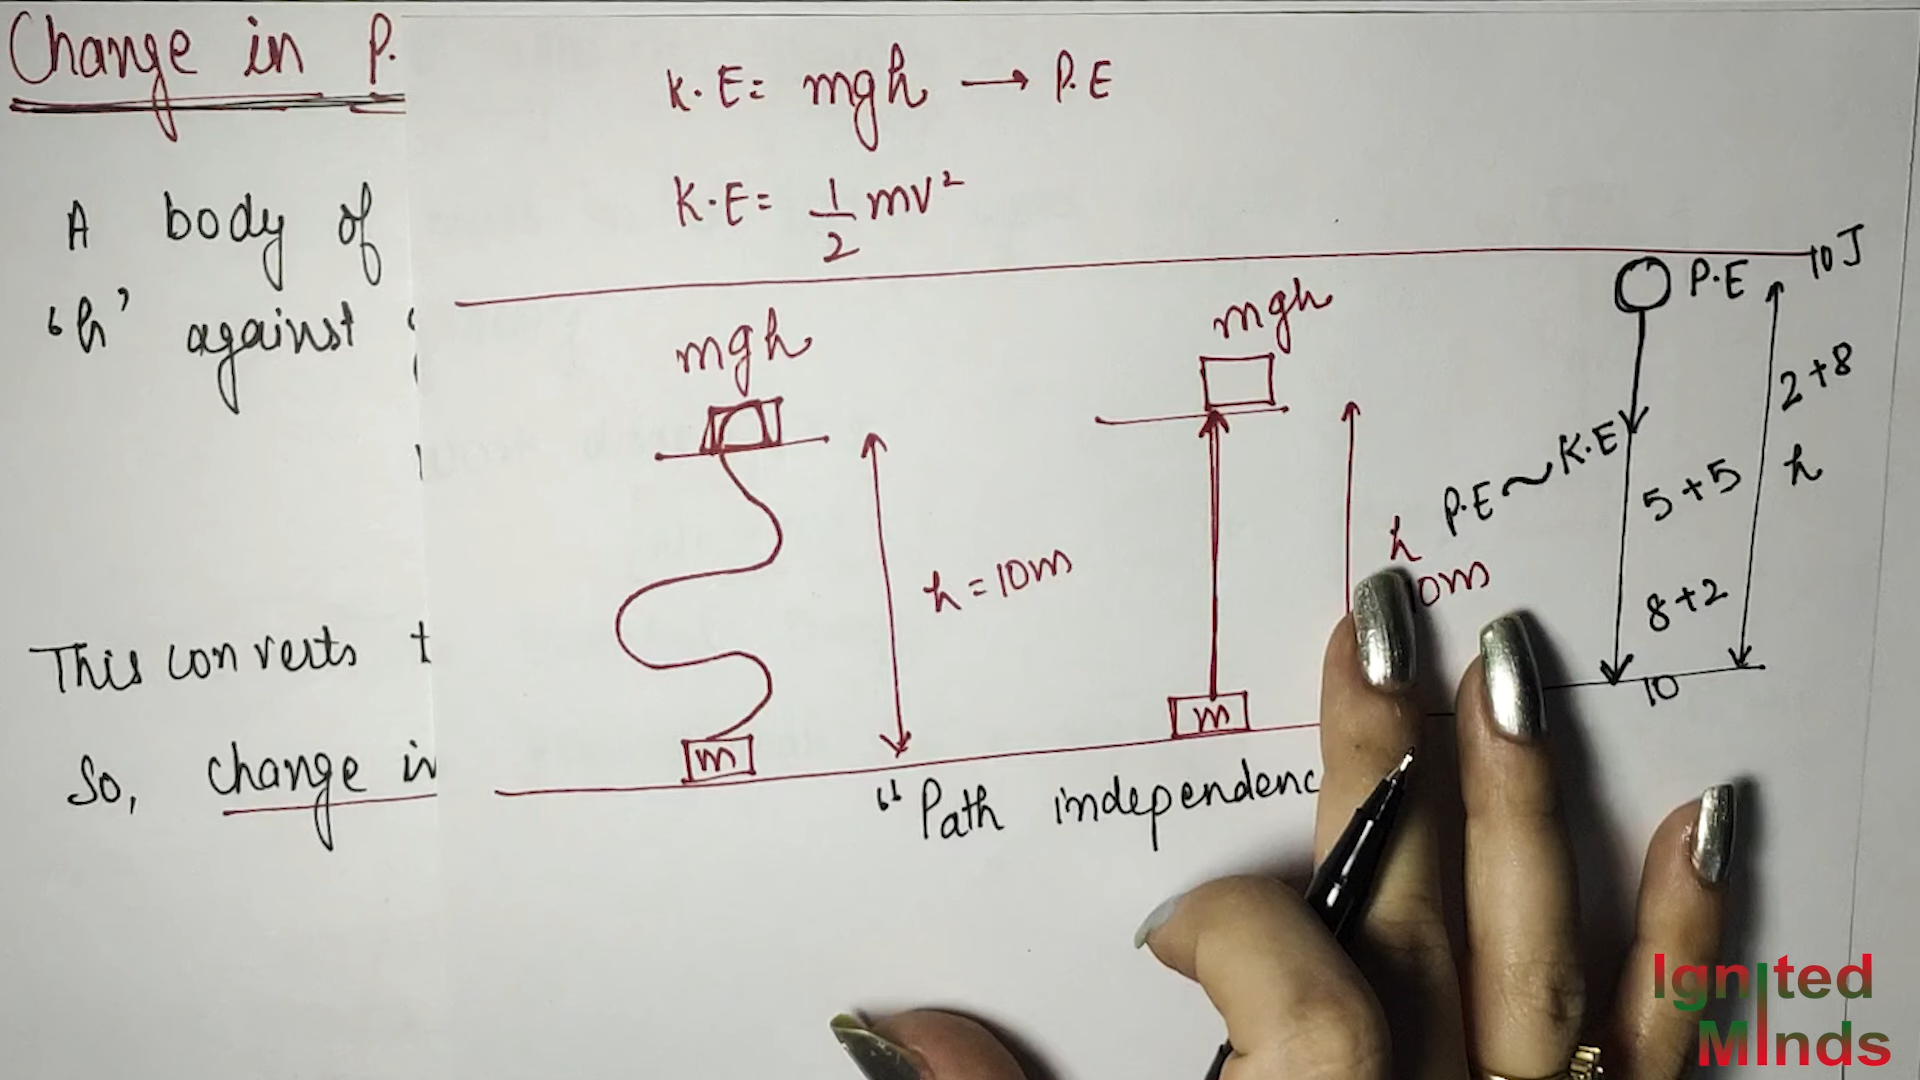 Change in P.
A body of
'h' against
This converts t
So, change in
K.E= mgh → P.E
K.E= 1/2 mv²
mgh
h = 10m
m
mgh
h
10m
m
"Path independenc
P.E 10J
2+8
P.E ~ K.E
h
5+5
8+2
10
Ignited
Minds